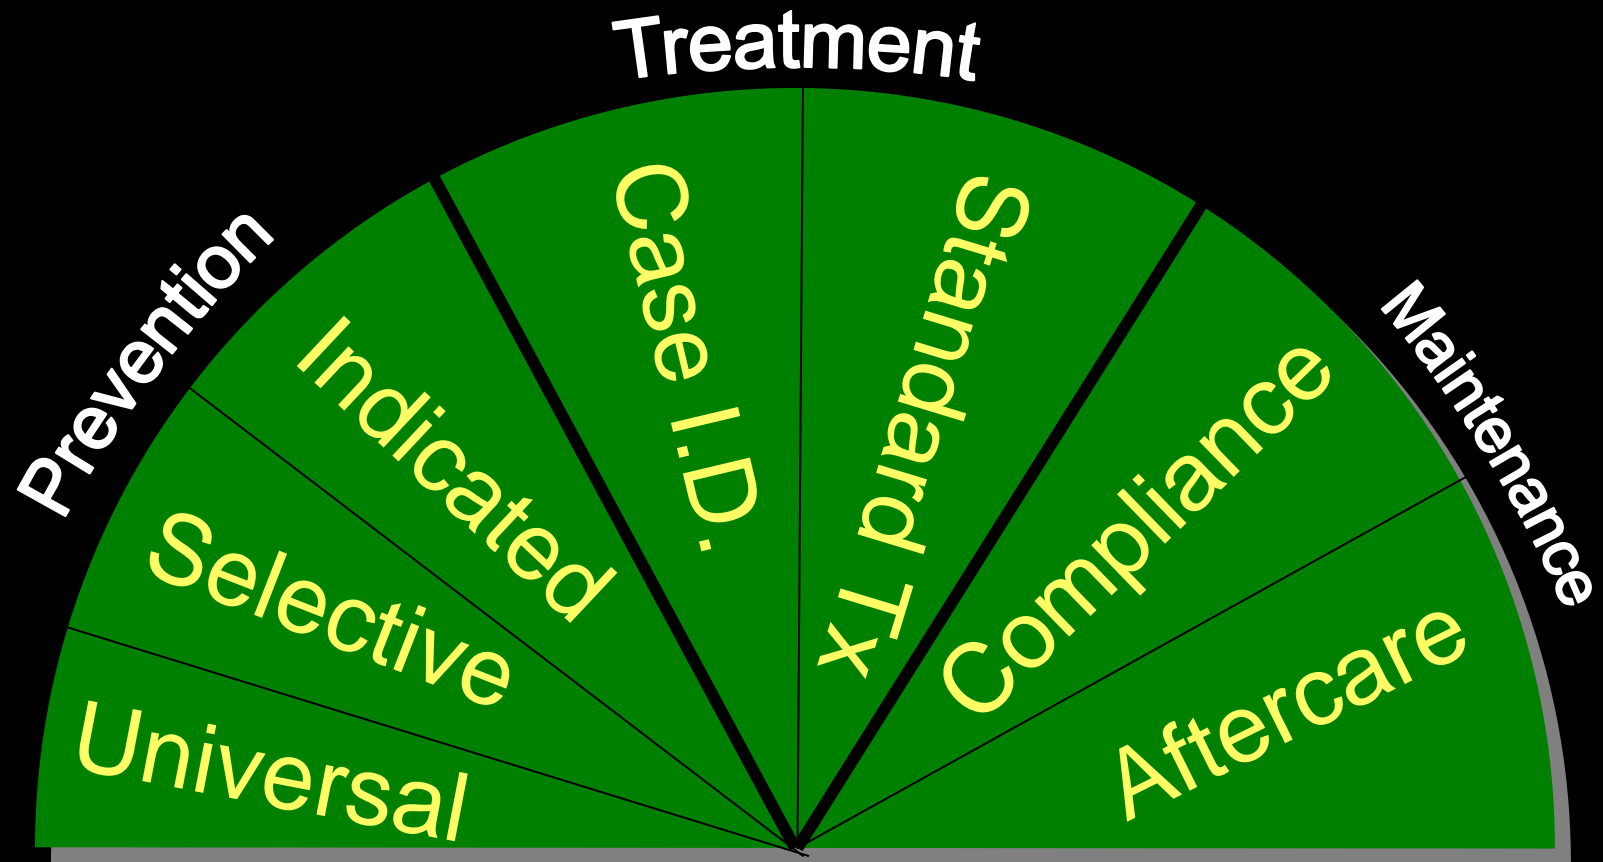 Treatment
Prevention
Maintenance
Universal
Selective
Indicated
Case I.D.
Standard Tx
Compliance
Aftercare